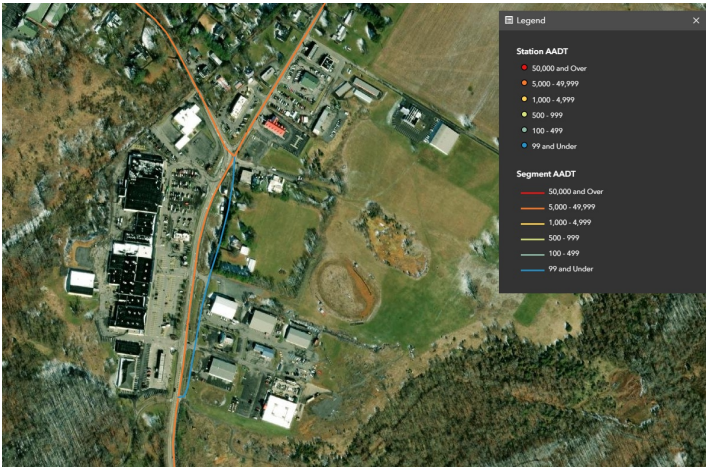 Legend
Station AADT
50,000 and Over
5,000 - 49,999
1,000 - 4,999
500 - 999
100 - 499
99 and Under
Segment AADT
50,000 and Over
5,000 - 49,999
1,000 - 4,999
500 - 999
100 - 499
99 and Under